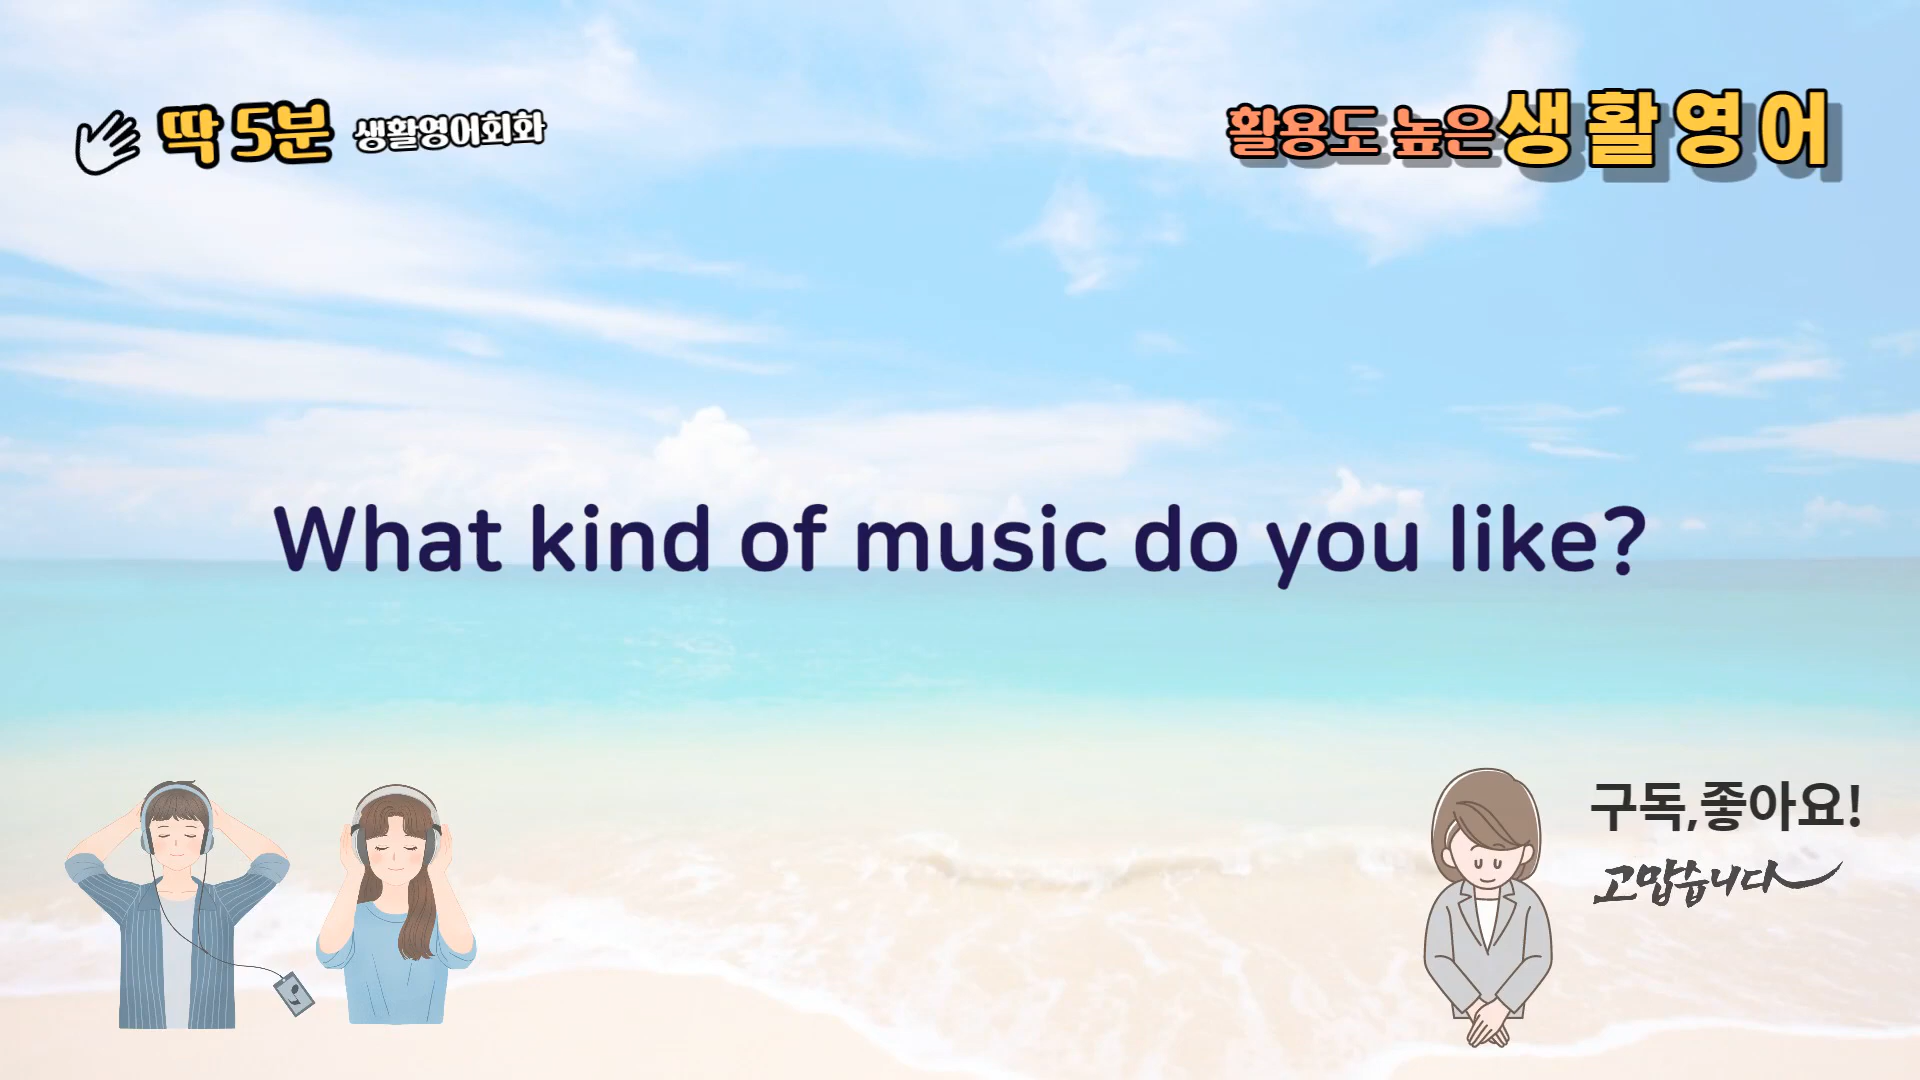 딱 5분 생활영어회화
활용도 높은 생활영어
What kind of music do you like?
구독,좋아요!
고맙습니다